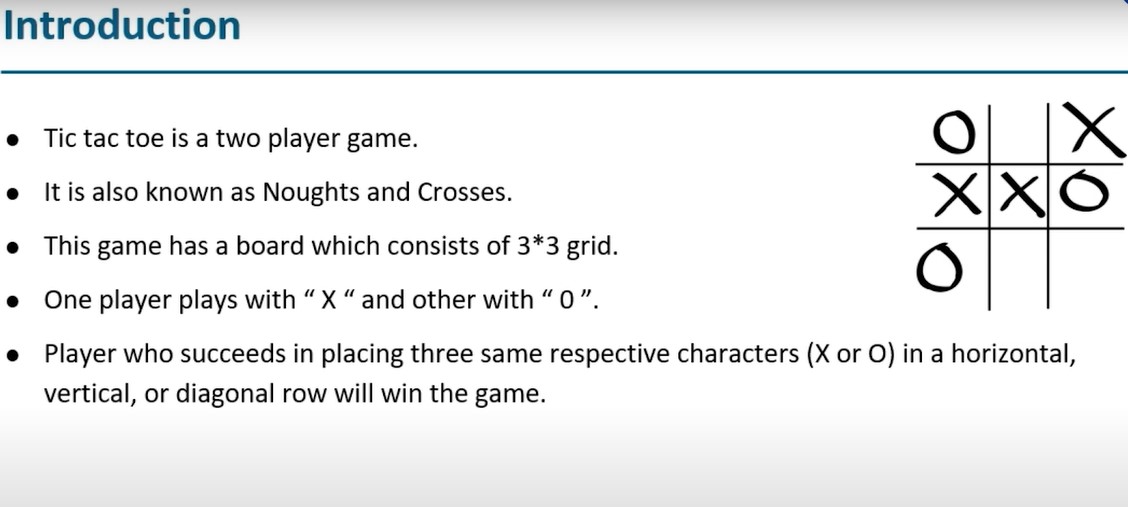 Introduction
● Tic tac toe is a two player game.
● It is also known as Noughts and Crosses.
● This game has a board which consists of 3*3 grid.
● One player plays with “ X “ and other with “ 0 ”.
● Player who succeeds in placing three same respective characters (X or O) in a horizontal,
vertical, or diagonal row will win the game.
O X
X X O
O